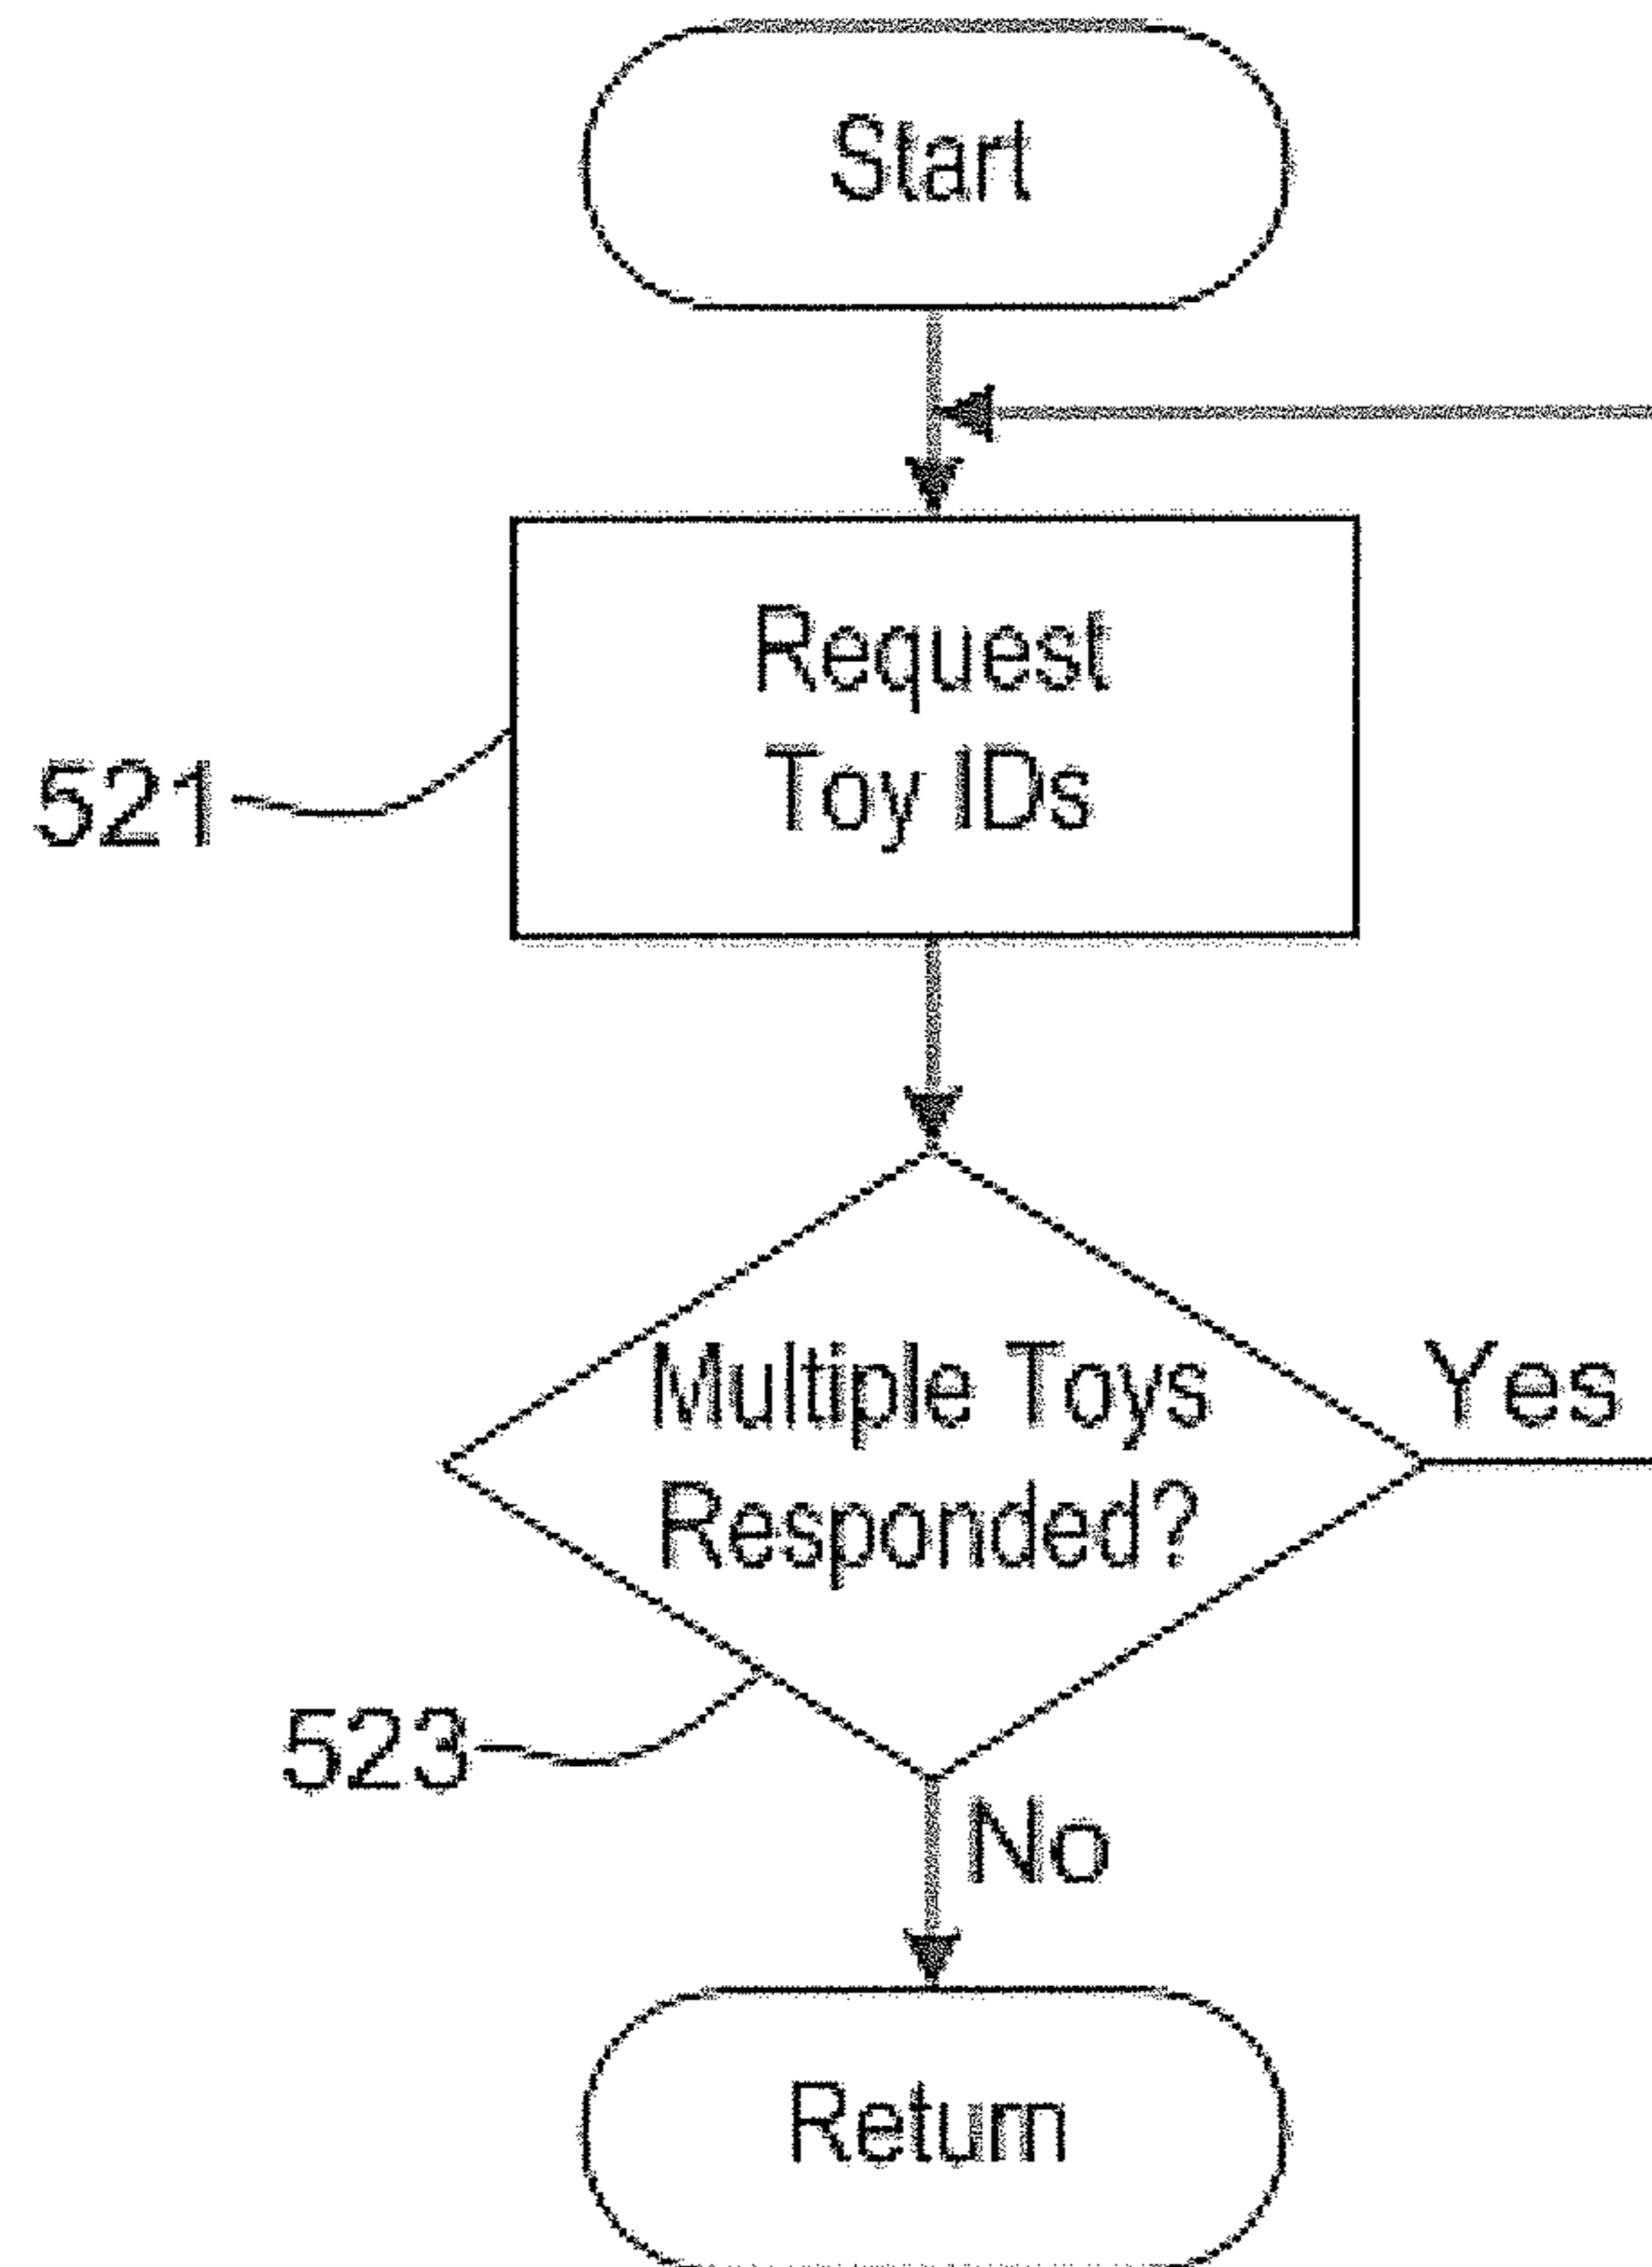 Start
Request
Toy IDs
521
Multiple Toys
Responded?
Yes
523
No
Return